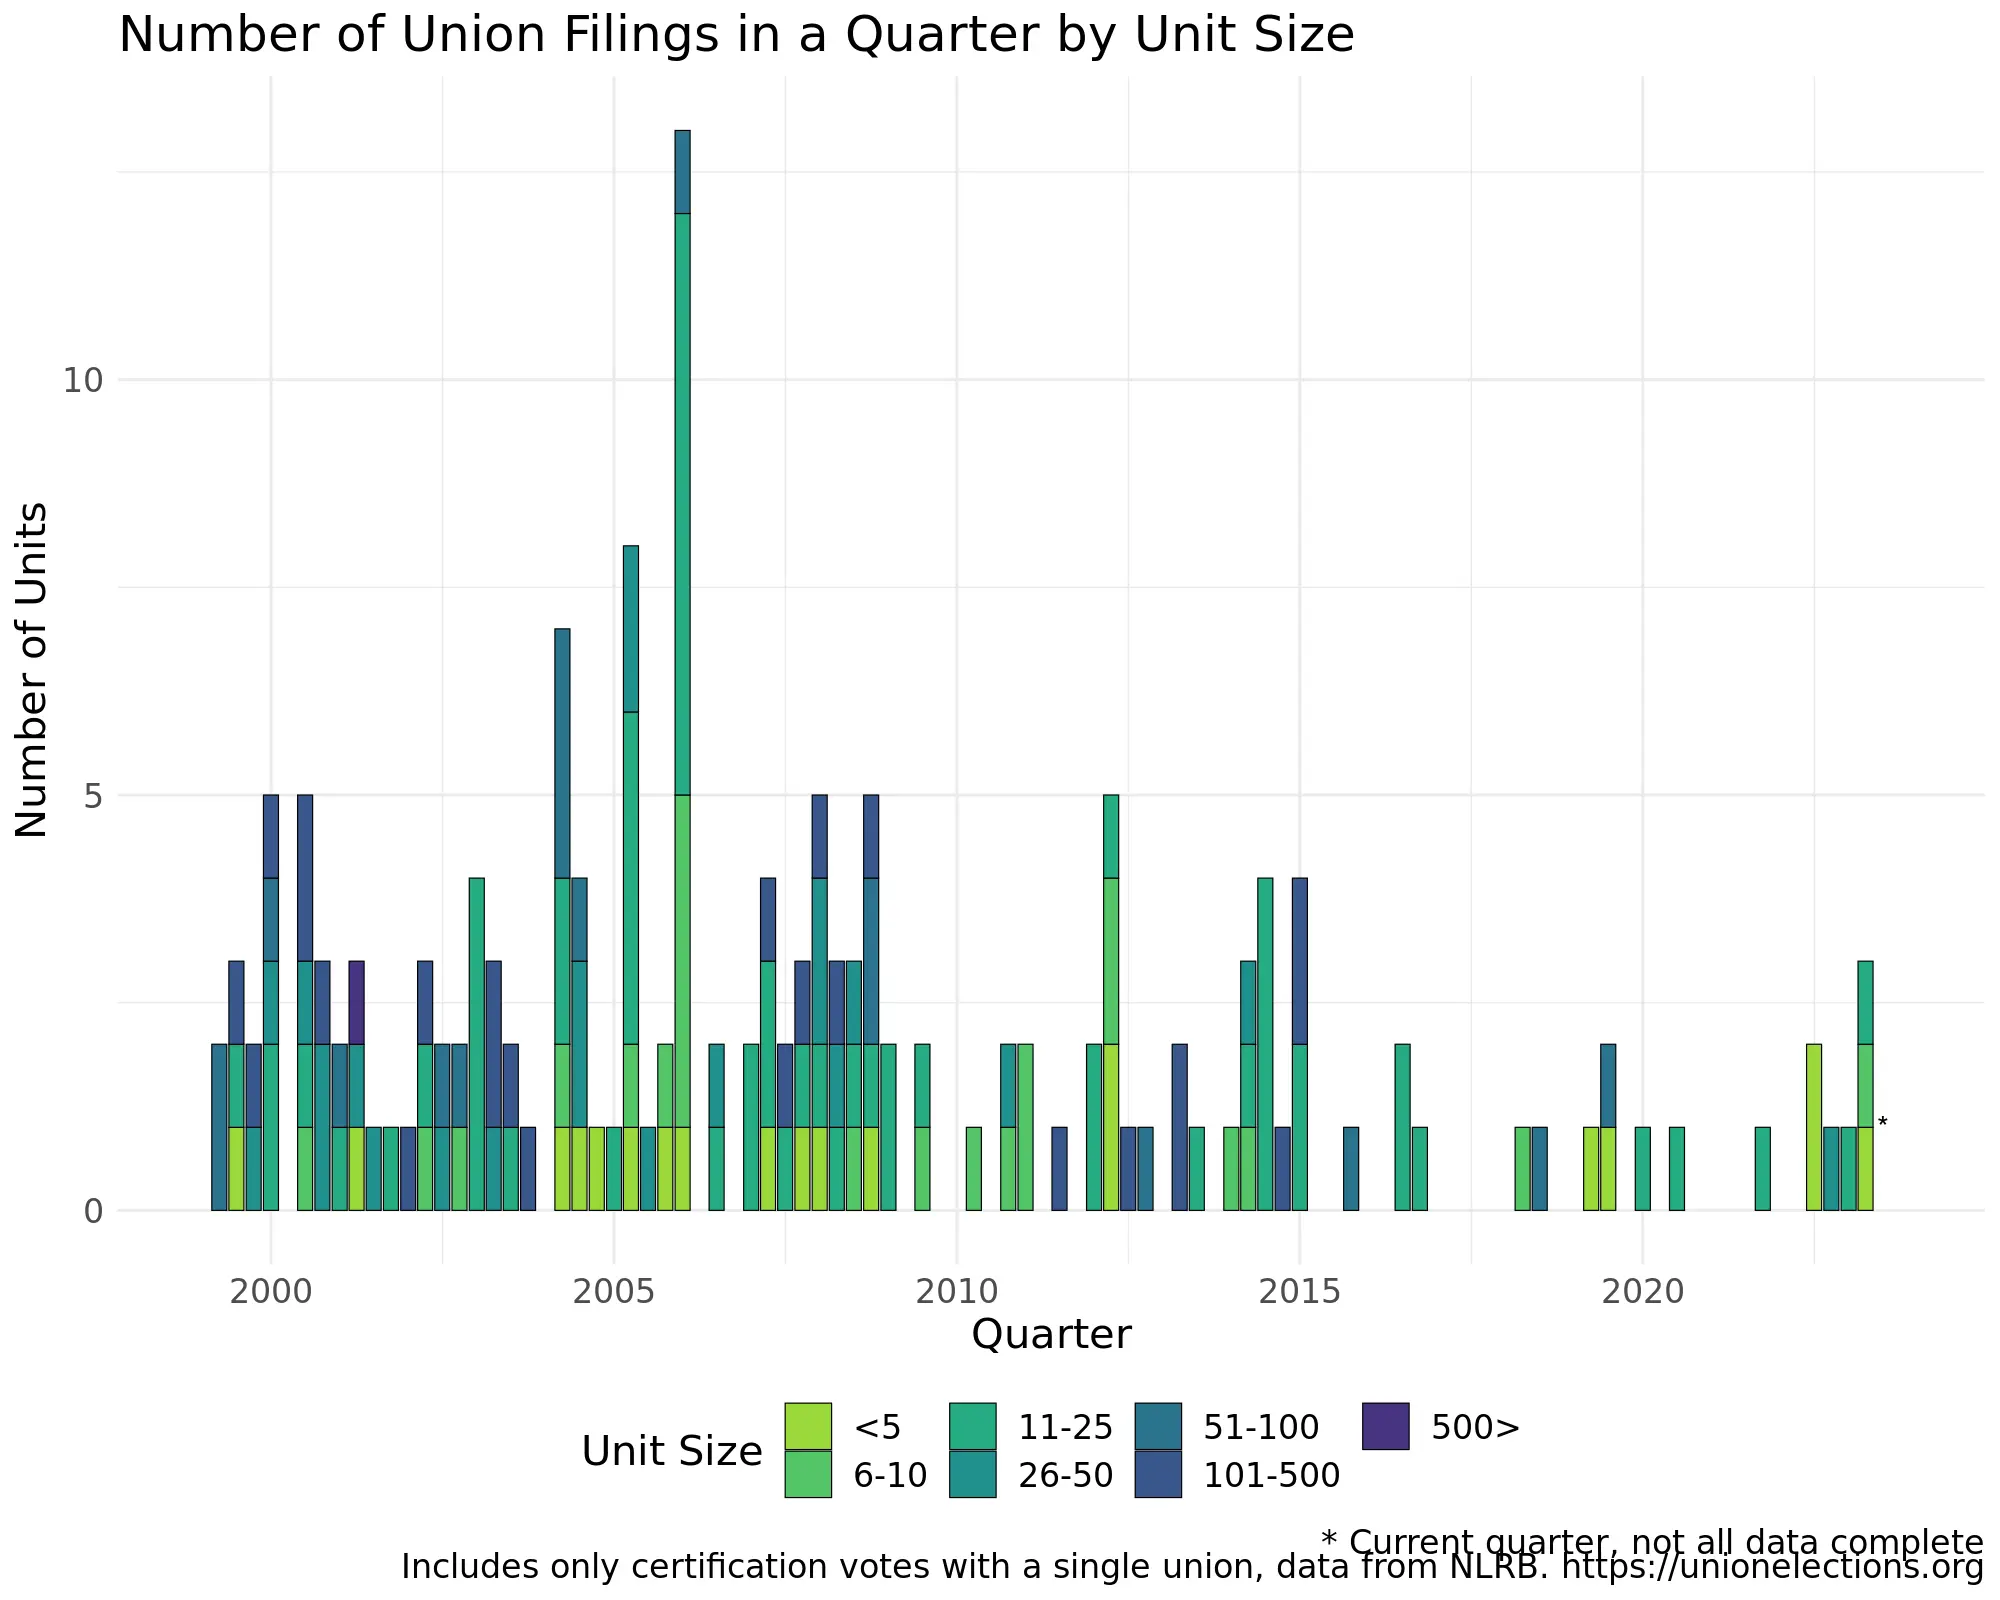 Number of Union Filings in a Quarter by Unit Size
Number of Units
10
5
0
*
2000 2005 2010 2015 2020
Quarter
Unit Size
<5 11-25 51-100 500>
6-10 26-50 101-500
* Current quarter, not all data complete
Includes only certification votes with a single union, data from NLRB. https://unionelections.org